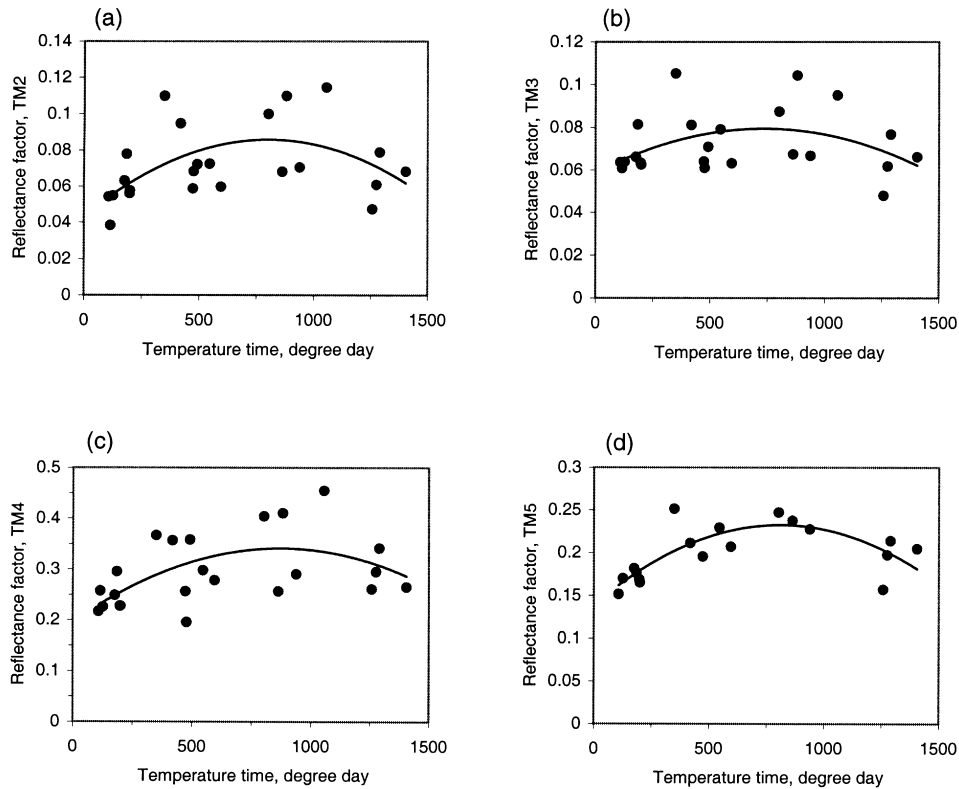 (a)
0.14
0.12
0.1
0.08
0.06
0.04
0.02
0
Reflectance factor, TM2
0 500 1000 1500
Temperature time, degree day
(b)
0.12
0.1
0.08
0.06
0.04
0.02
0
Reflectance factor, TM3
0 500 1000 1500
Temperature time, degree day
(c)
0.5
0.4
0.3
0.2
0.1
0
Reflectance factor, TM4
0 500 1000 1500
Temperature time, degree day
(d)
0.3
0.25
0.2
0.15
0.1
0.05
0
Reflectance factor, TM5
0 500 1000 1500
Temperature time, degree day